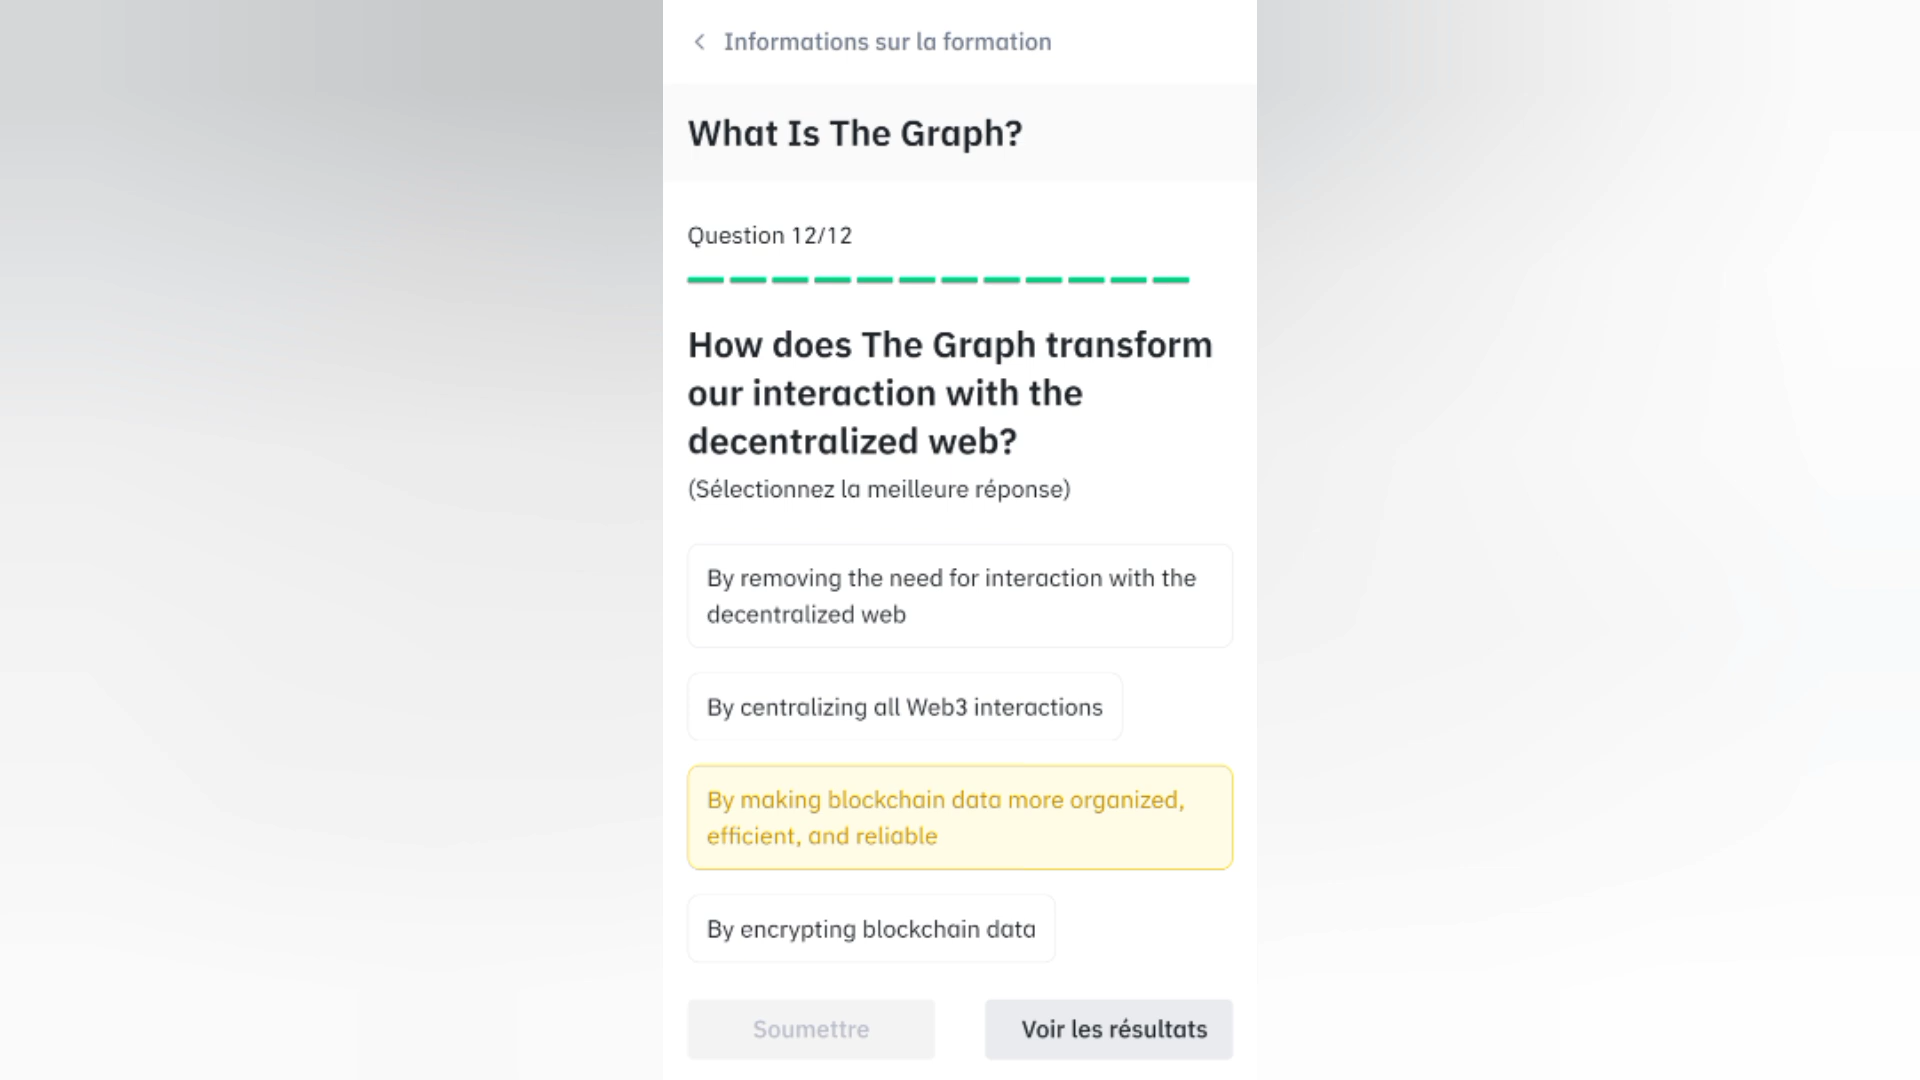 Informations sur la formation
What Is The Graph?
Question 12/12
How does The Graph transform
our interaction with the
decentralized web?
(Sélectionnez la meilleure réponse)
By removing the need for interaction with the
decentralized web
By centralizing all Web3 interactions
By making blockchain data more organized,
efficient, and reliable
By encrypting blockchain data
Soumettre
Voir les résultats